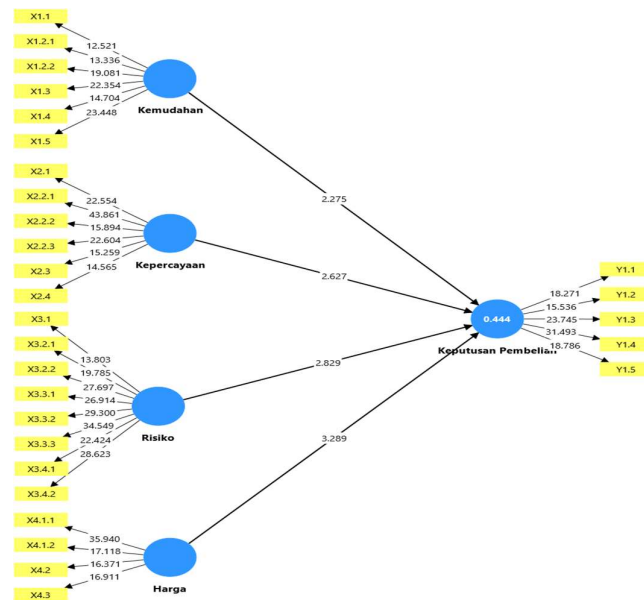 X1.1
12.521
X1.2.1
13.336
X1.2.2
19.081
X1.3
22.354
X1.4
14.704
X1.5
23.448
Kemudahan
2.275
X2.1
22.554
X2.2.1
43.861
X2.2.2
15.894
X2.2.3
22.604
X2.3
15.259
X2.4
14.565
Kepercayaan
2.627
X3.1
13.803
X3.2.1
19.785
X3.2.2
27.697
X3.3.1
26.914
X3.3.2
29.300
X3.3.3
34.549
X3.4.1
22.424
X3.4.2
28.623
Risiko
2.829
X4.1.1
35.940
X4.1.2
17.118
X4.2
16.371
X4.3
16.911
Harga
3.289
0.444
Keputusan Pembelian
18.271
Y1.1
15.536
Y1.2
23.745
Y1.3
31.493
Y1.4
18.786
Y1.5